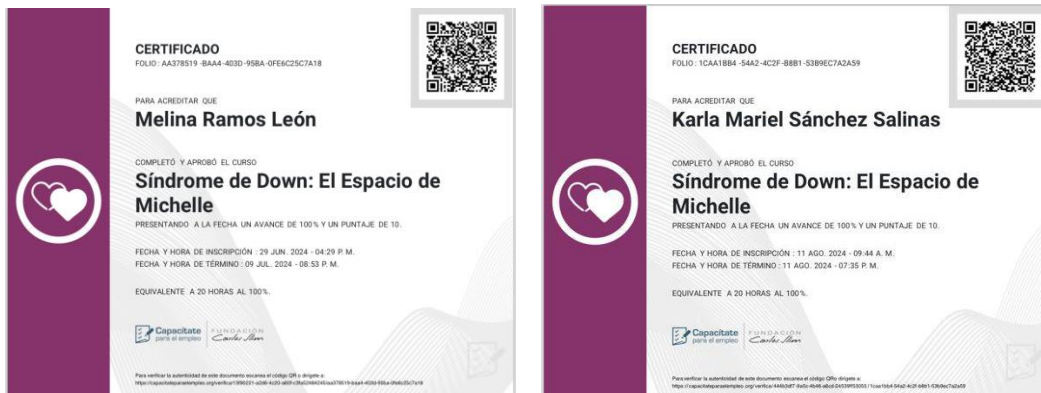 CERTIFICADO
FOLIO: AA378519 -BAA4 -403D -95BA -0FE6C25C7A18
PARA ACREDITAR QUE
Melina Ramos León
COMPLETÓ Y APROBÓ EL CURSO
Síndrome de Down: El Espacio de
Michelle
PRESENTANDO A LA FECHA UN AVANCE DE 100% Y UN PUNTAJE DE 10.
FECHA Y HORA DE INSCRIPCIÓN : 29 JUN. 2024 - 04:29 P. M.
FECHA Y HORA DE TÉRMINO : 09 JUL. 2024 - 08:53 P. M.
EQUIVALENTE A 20 HORAS AL 100%.
Capacítate
para el empleo
FUNDACIÓN
Carlos Slim
Para verificar la autenticidad de este documento escanea el código QR o dirígete a:
CERTIFICADO
FOLIO: 1CAA1BB4 -54A2 -4C2F -B8B1 -53B9EC7A2A59
PARA ACREDITAR QUE
Karla Mariel Sánchez Salinas
COMPLETÓ Y APROBÓ EL CURSO
Síndrome de Down: El Espacio de
Michelle
PRESENTANDO A LA FECHA UN AVANCE DE 100% Y UN PUNTAJE DE 10.
FECHA Y HORA DE INSCRIPCIÓN : 11 AGO. 2024 - 09:44 A. M.
FECHA Y HORA DE TÉRMINO : 11 AGO. 2024 - 07:35 P. M.
EQUIVALENTE A 20 HORAS AL 100%.
Capacítate
para el empleo
FUNDACIÓN
Carlos Slim
Para verificar la autenticidad de este documento escanea el código QRo dirígete a: